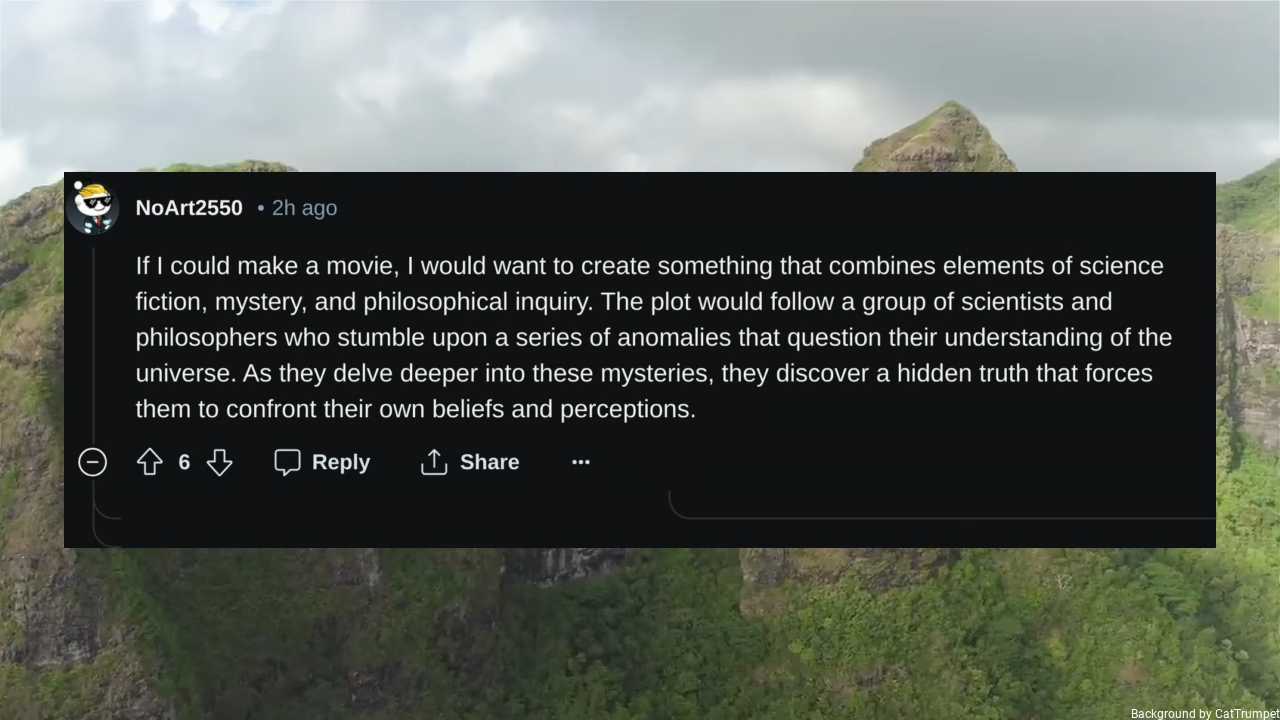 NoArt2550 • 2h ago
If I could make a movie, I would want to create something that combines elements of science
fiction, mystery, and philosophical inquiry. The plot would follow a group of scientists and
philosophers who stumble upon a series of anomalies that question their understanding of the
universe. As they delve deeper into these mysteries, they discover a hidden truth that forces
them to confront their own beliefs and perceptions.
6 Reply Share ···
Background by CatTrumpet